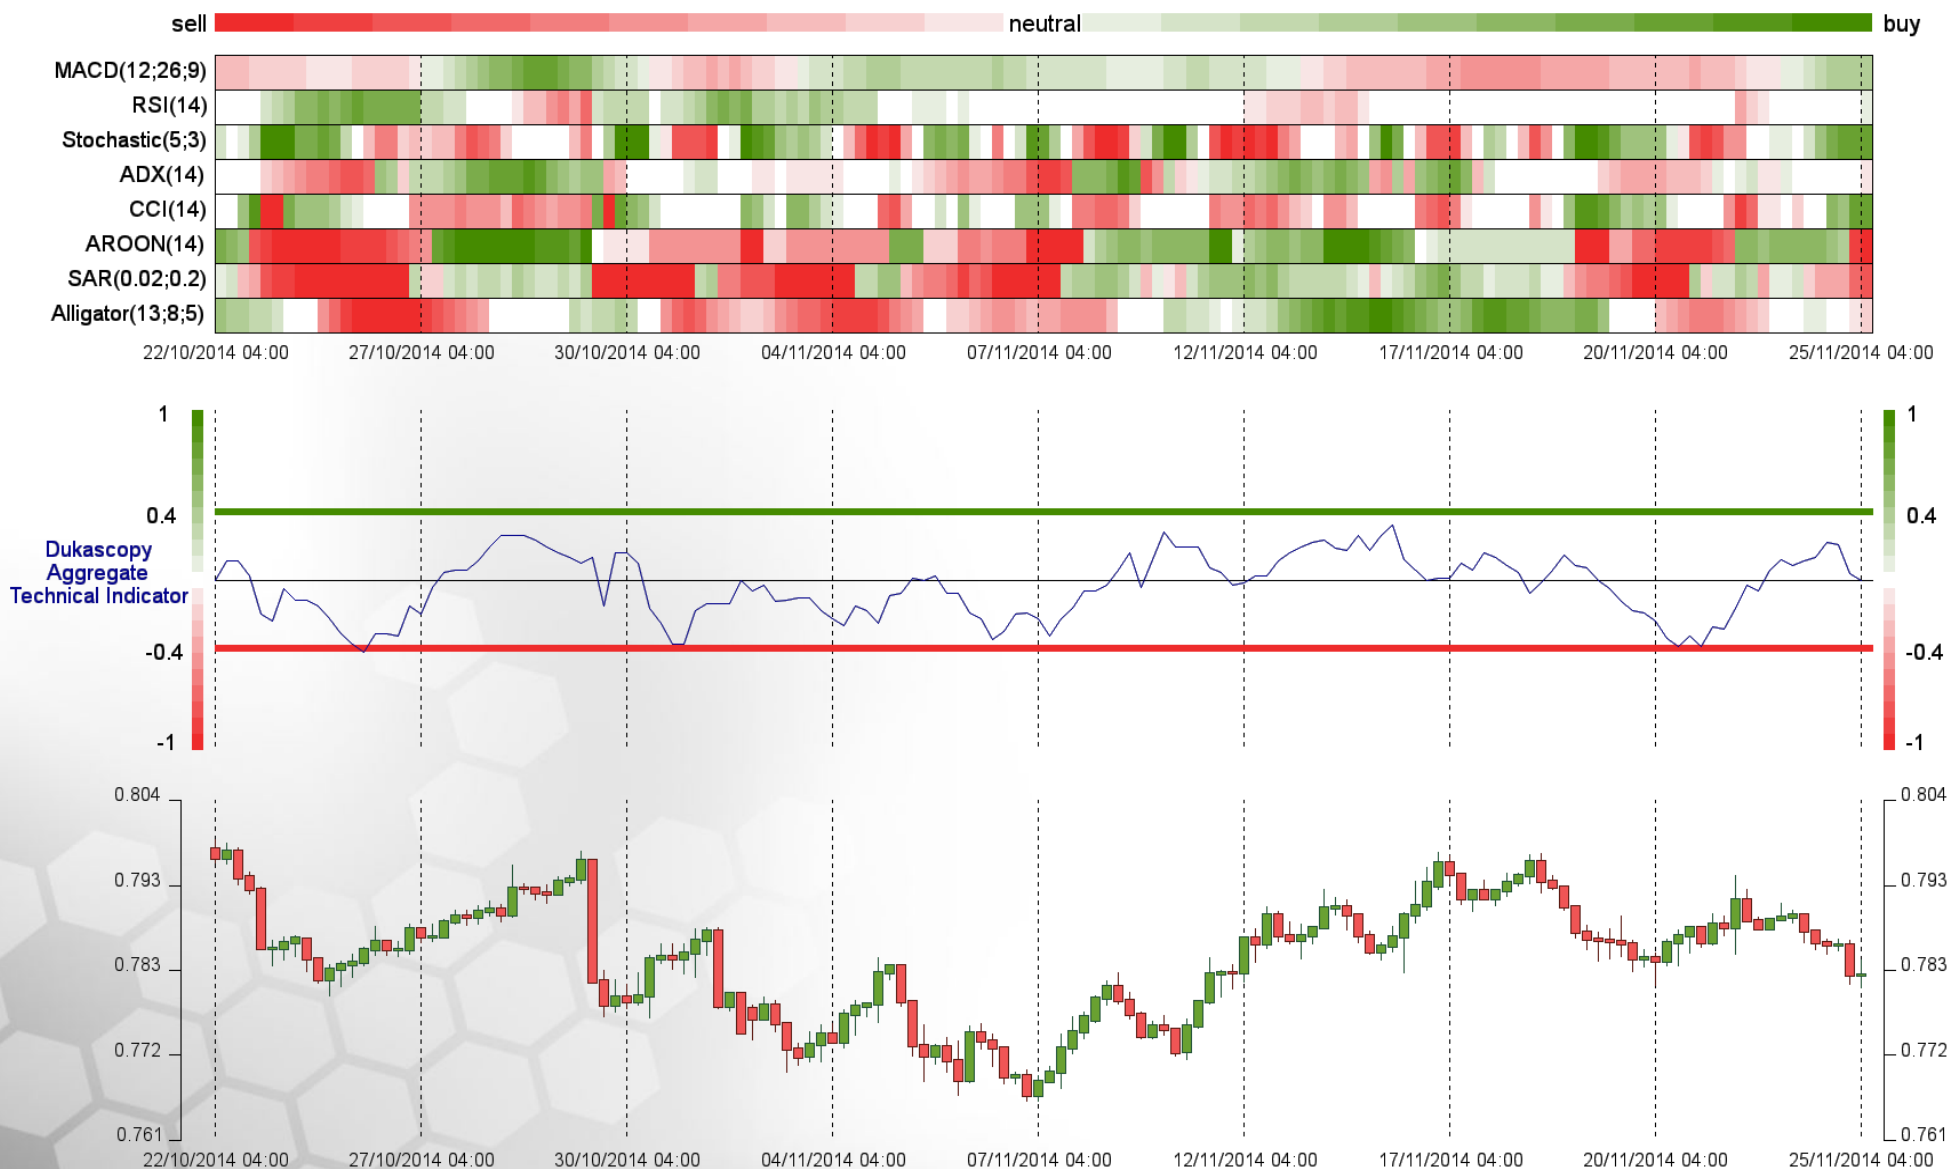 sell neutral buy
MACD(12;26;9)
RSI(14)
Stochastic(5;3)
ADX(14)
CCI(14)
AROON(14)
SAR(0.02;0.2)
Alligator(13;8;5)
22/10/2014 04:00 27/10/2014 04:00 30/10/2014 04:00 04/11/2014 04:00 07/11/2014 04:00 12/11/2014 04:00 17/11/2014 04:00 20/11/2014 04:00 25/11/2014 04:00
1 1
0.4 0.4
Dukascopy
Aggregate
Technical Indicator
-0.4 -0.4
-1 -1
0.804 0.804
0.793 0.793
0.783 0.783
0.772 0.772
0.761 0.761
22/10/2014 04:00 27/10/2014 04:00 30/10/2014 04:00 04/11/2014 04:00 07/11/2014 04:00 12/11/2014 04:00 17/11/2014 04:00 20/11/2014 04:00 25/11/2014 04:00